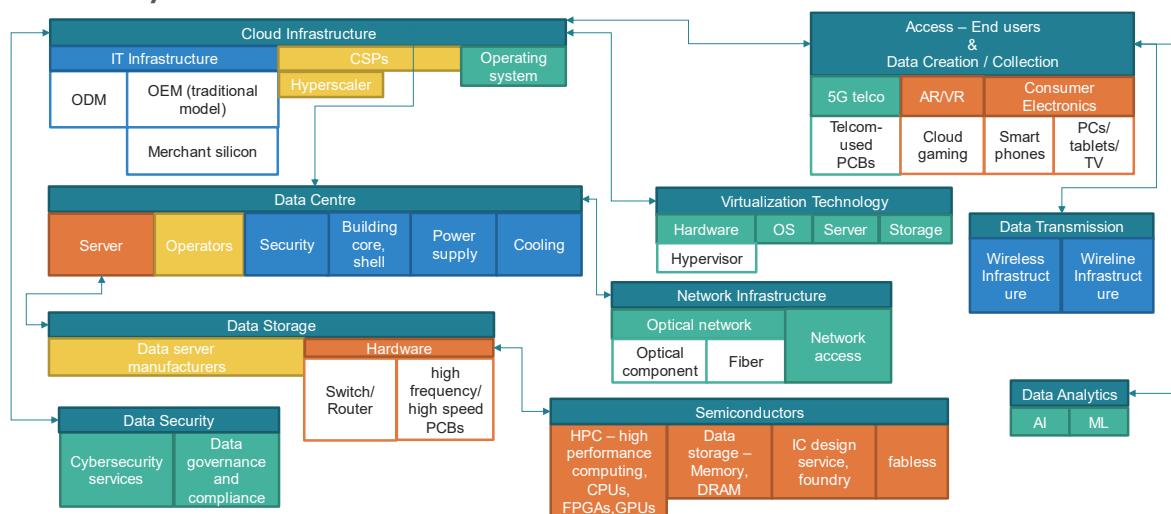 Cloud Infrastructure
IT Infrastructure
CSPs
Operating
system
Hyperscaler
ODM
OEM (traditional
model)
Merchant silicon
Access – End users
&
Data Creation / Collection
5G telco
AR/VR
Consumer
Electronics
Telcom-
used PCBs
Cloud
gaming
Smart
phones
PCs/
tablets/
TV
Data Centre
Server
Operators
Security
Building
core,
shell
Power
supply
Cooling
Virtualization Technology
Hardware
OS
Server
Storage
Hypervisor
Data Transmission
Wireless
Infrastruct
ure
Wireline
Infrastruct
ure
Network Infrastructure
Optical network
Network
access
Optical
component
Fiber
Data Storage
Data server
manufacturers
Hardware
Switch/
Router
high
frequency/
high speed
PCBs
Data Analytics
AI
ML
Data Security
Cybersecurity
services
Data
governance
and
compliance
Semiconductors
HPC – high
performance
computing,
CPUs,
FPGAs,GPUs
Data
storage –
Memory,
DRAM
IC design
service,
foundry
fabless